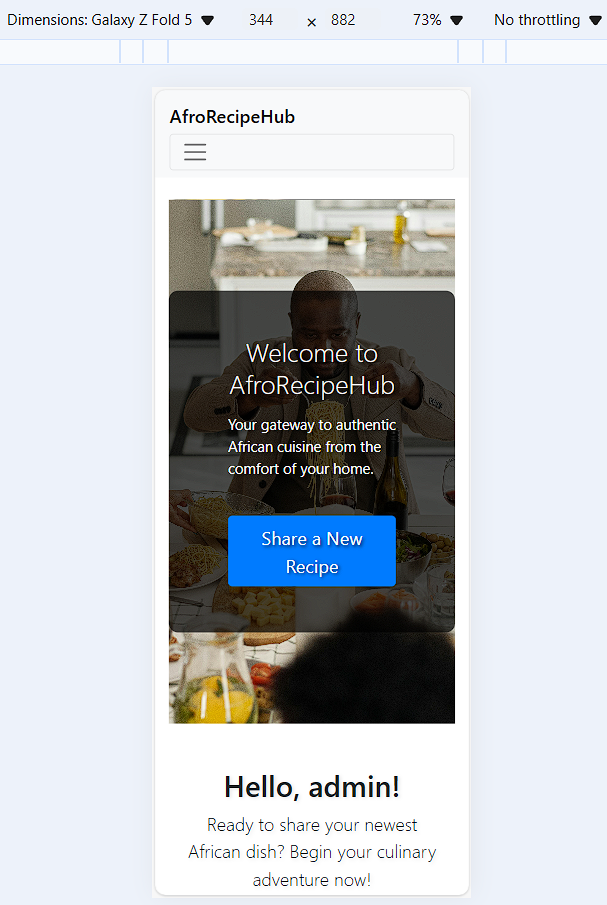 Dimensions: Galaxy Z Fold 5 344 × 882 73% No throttling
AfroRecipeHub
Welcome to
AfroRecipeHub
Your gateway to authentic
African cuisine from the
comfort of your home.
Share a New
Recipe
Hello, admin!
Ready to share your newest
African dish? Begin your culinary
adventure now!